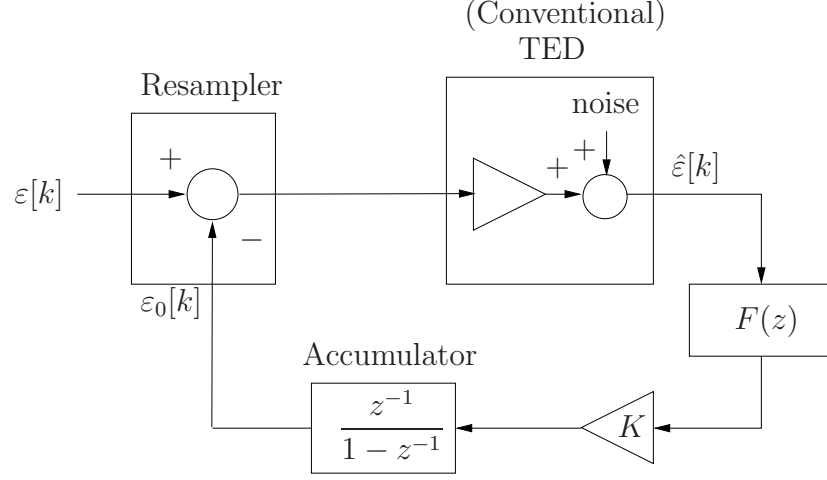 (Conventional)
TED
Resampler
noise
+
+
+
ε[k]
ε̂[k]
−
ε₀[k]
F(z)
Accumulator
z⁻¹
1 − z⁻¹
K